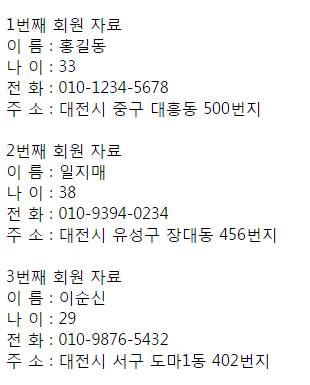 1번째 회원 자료
이 름 : 홍길동
나 이 : 33
전 화 : 010-1234-5678
주 소 : 대전시 중구 대흥동 500번지
2번째 회원 자료
이 름 : 일지매
나 이 : 38
전 화 : 010-9394-0234
주 소 : 대전시 유성구 장대동 456번지
3번째 회원 자료
이 름 : 이순신
나 이 : 29
전 화 : 010-9876-5432
주 소 : 대전시 서구 도마1동 402번지